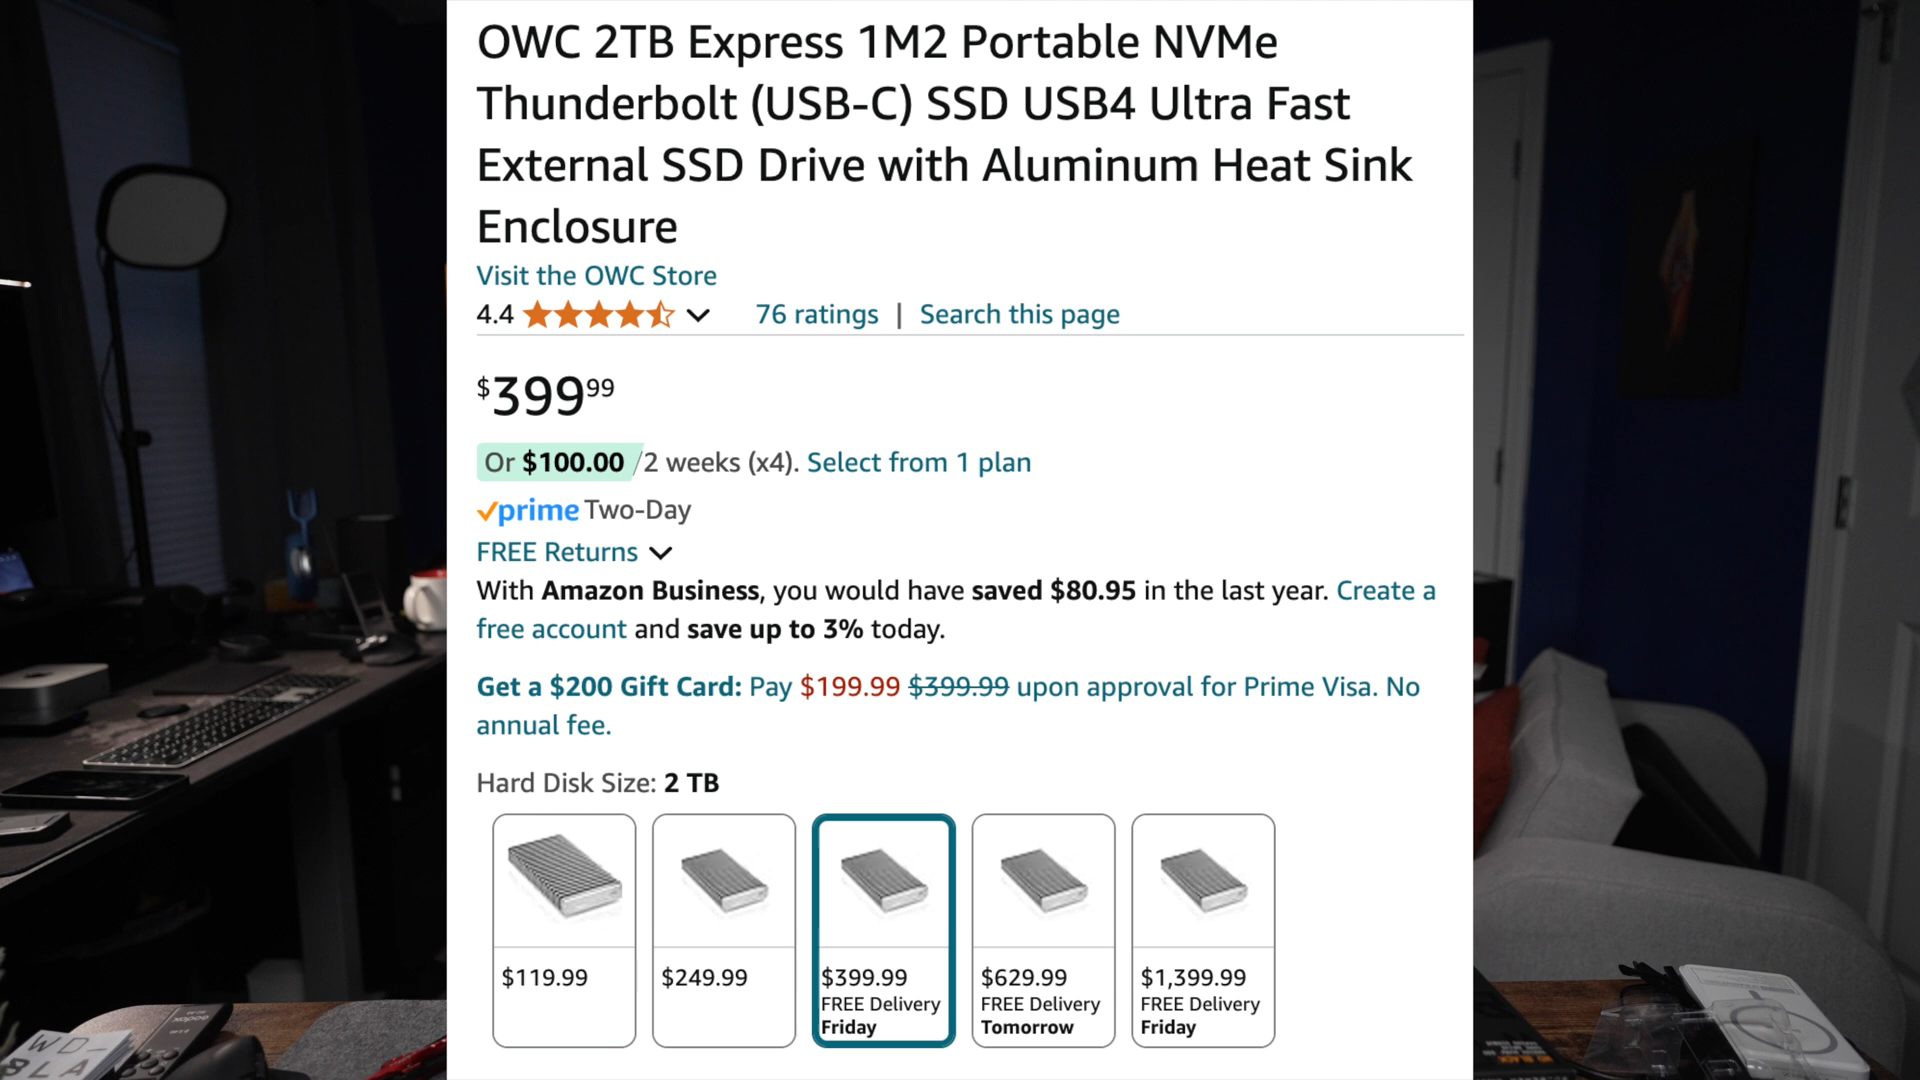 OWC 2TB Express 1M2 Portable NVMe
Thunderbolt (USB-C) SSD USB4 Ultra Fast
External SSD Drive with Aluminum Heat Sink
Enclosure
Visit the OWC Store
4.4 76 ratings | Search this page
$399.99
Or $100.00 /2 weeks (x4). Select from 1 plan
prime Two-Day
FREE Returns
With Amazon Business, you would have saved $80.95 in the last year. Create a
free account and save up to 3% today.
Get a $200 Gift Card: Pay $199.99 $399.99 upon approval for Prime Visa. No
annual fee.
Hard Disk Size: 2 TB
$119.99
$249.99
$399.99
FREE Delivery
Friday
$629.99
FREE Delivery
Tomorrow
$1,399.99
FREE Delivery
Friday
WD_
BLA